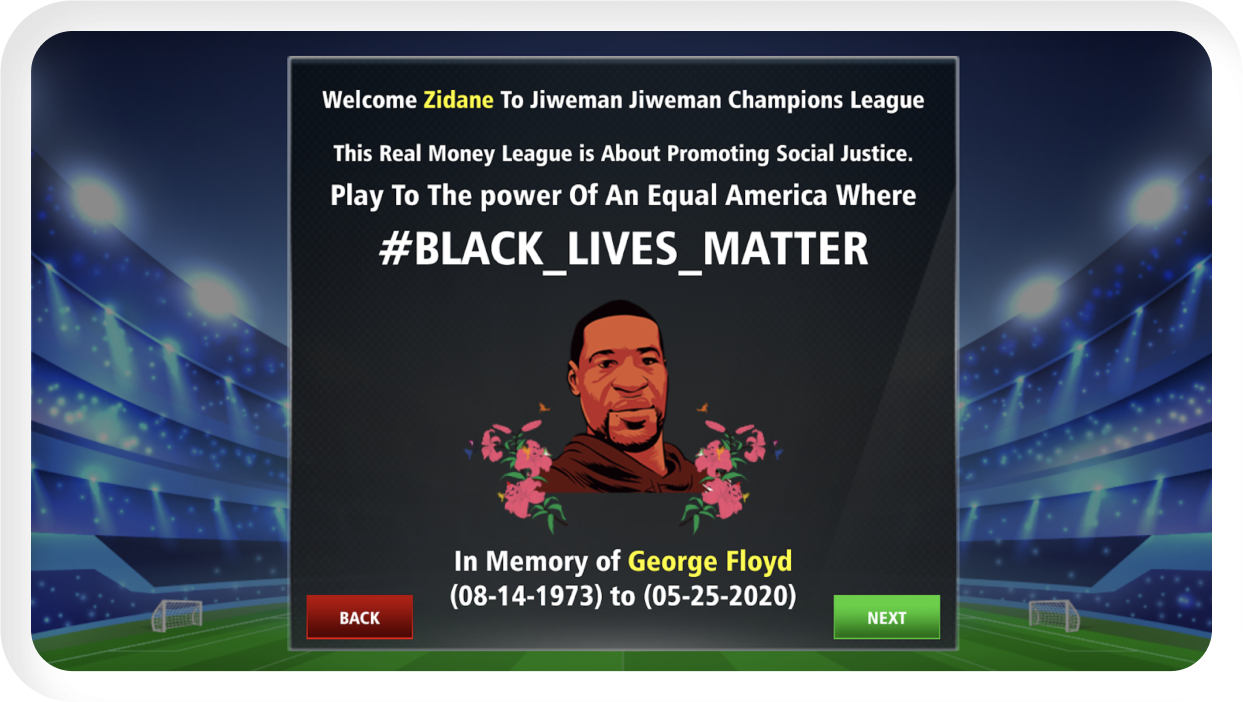 Welcome Zidane To Jiweman Jiweman Champions League
This Real Money League is About Promoting Social Justice.
Play To The power Of An Equal America Where
#BLACK_LIVES_MATTER
In Memory of George Floyd
(08-14-1973) to (05-25-2020)
BACK
NEXT